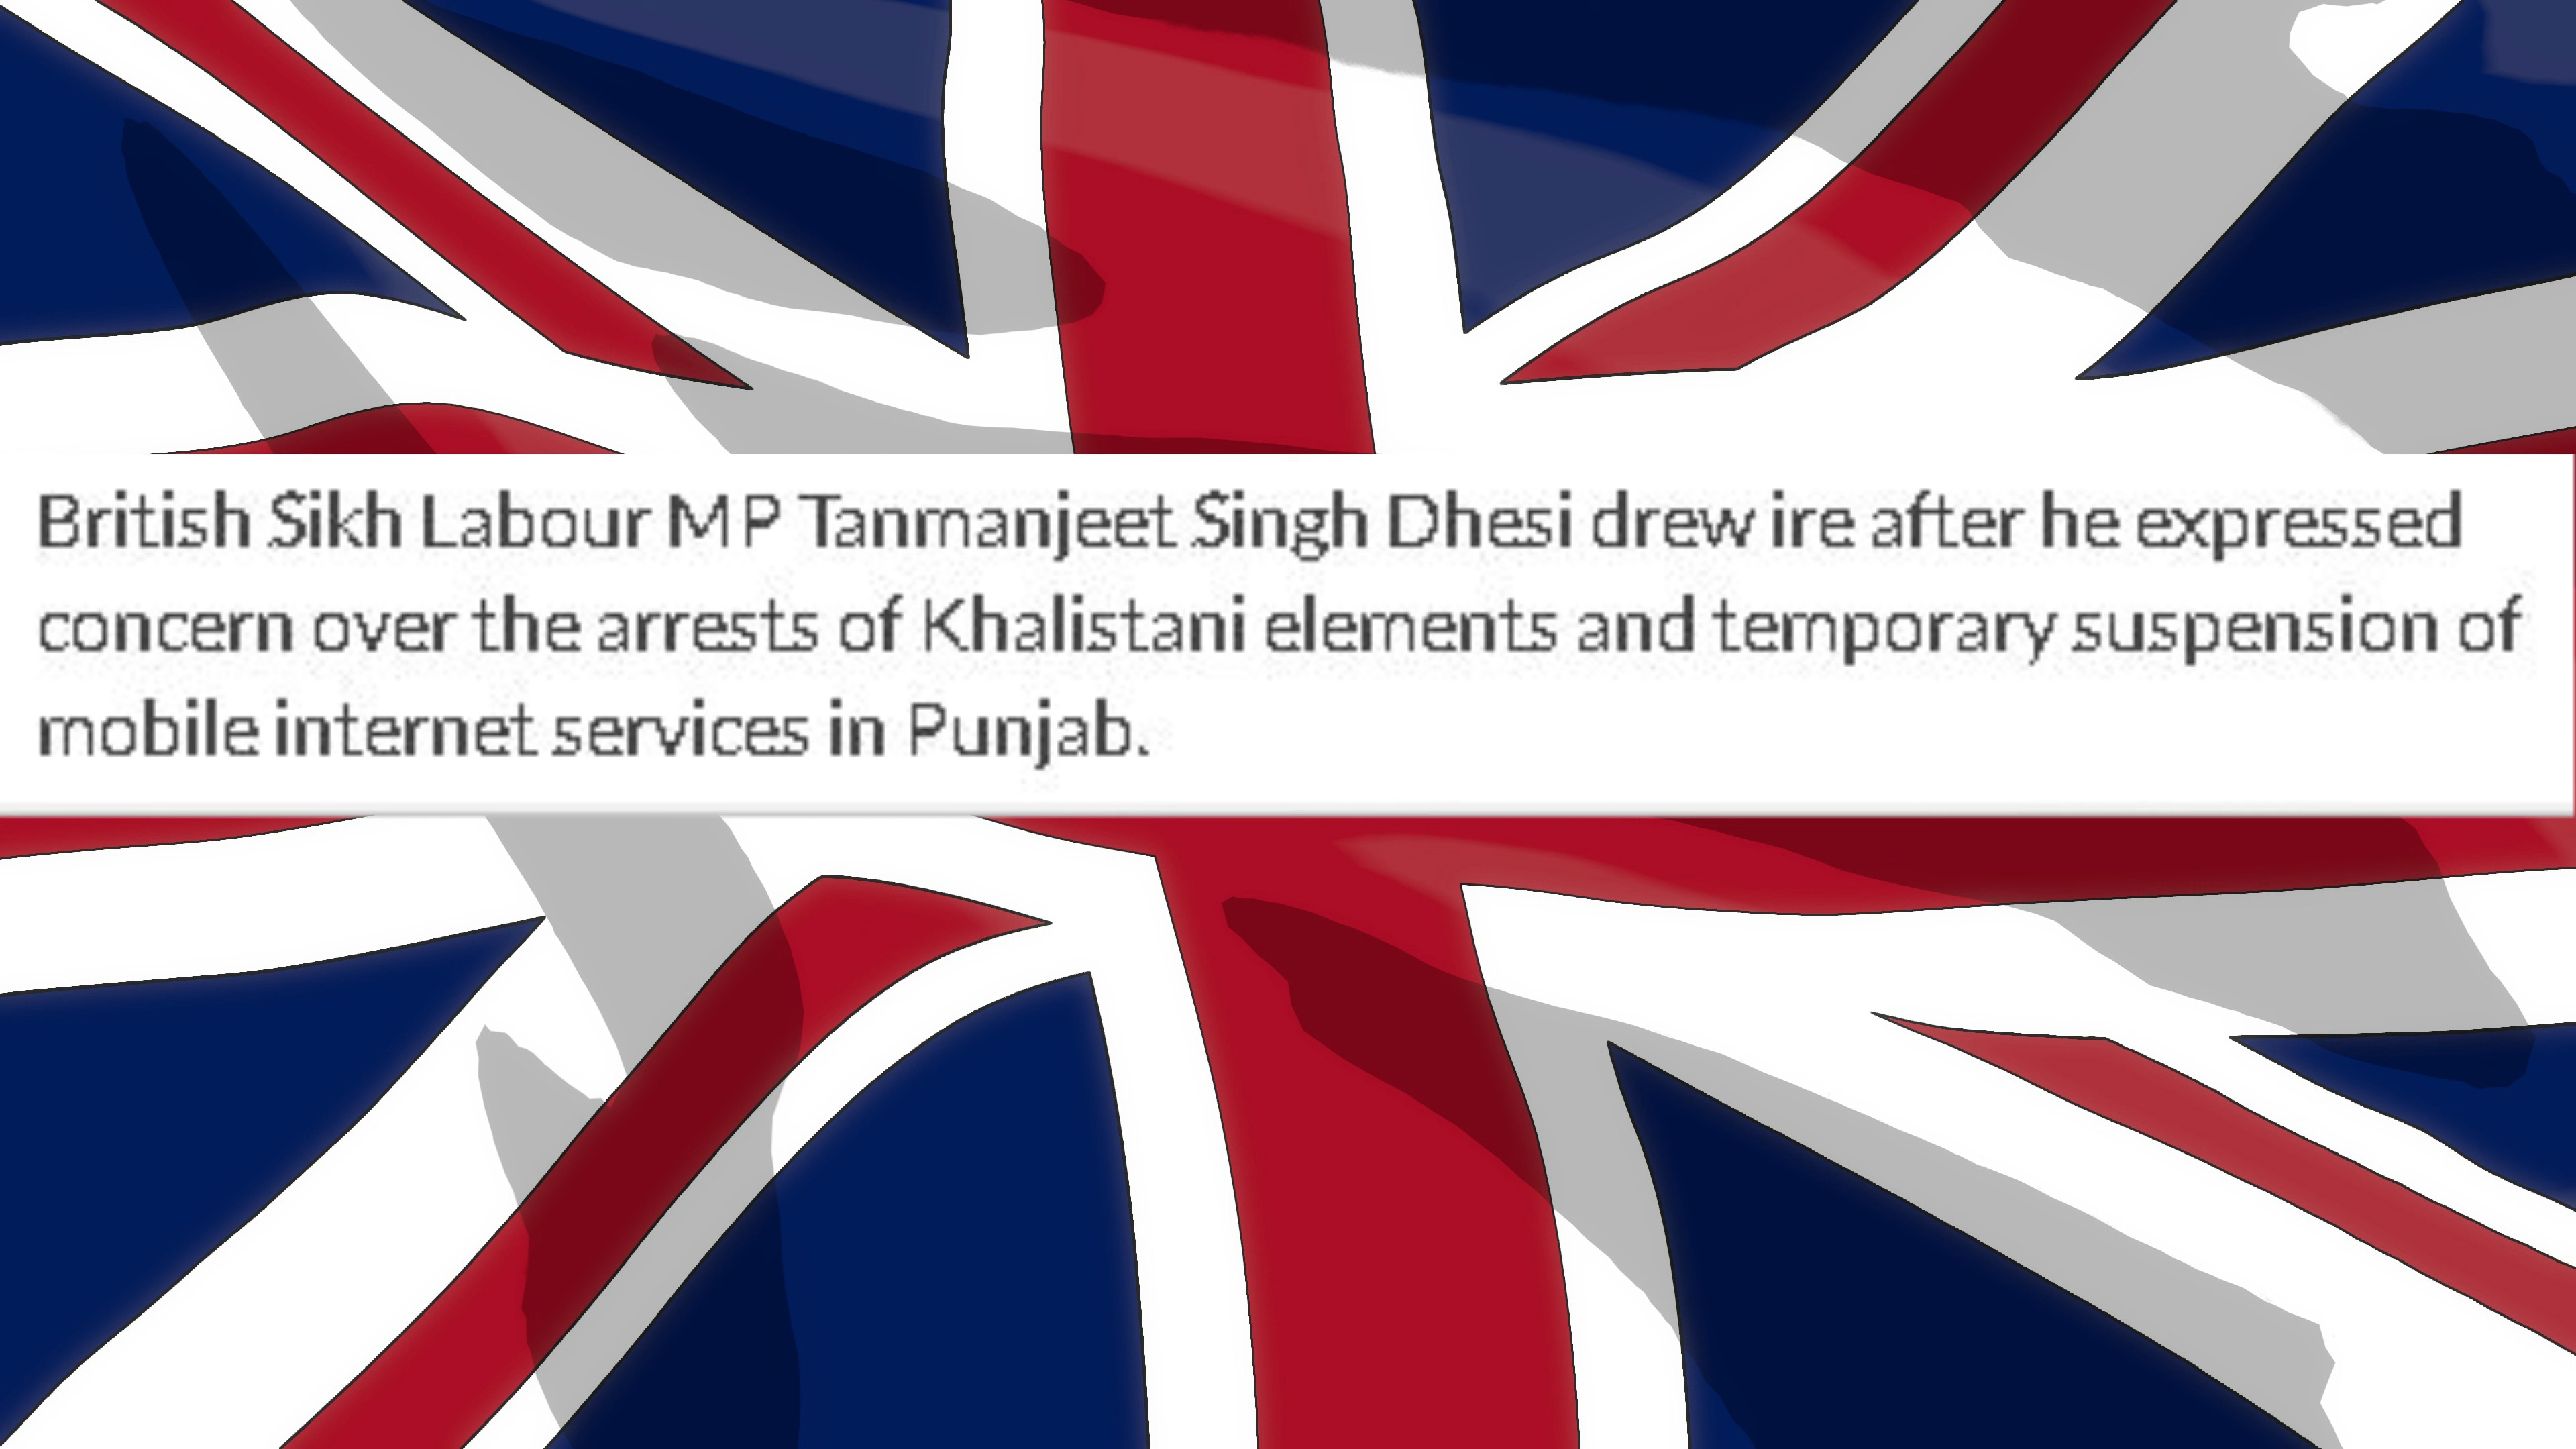 British Sikh Labour MP Tanmanjeet Singh Dhesi drew ire after he expressed
concern over the arrests of Khalistani elements and temporary suspension of
mobile internet services in Punjab.